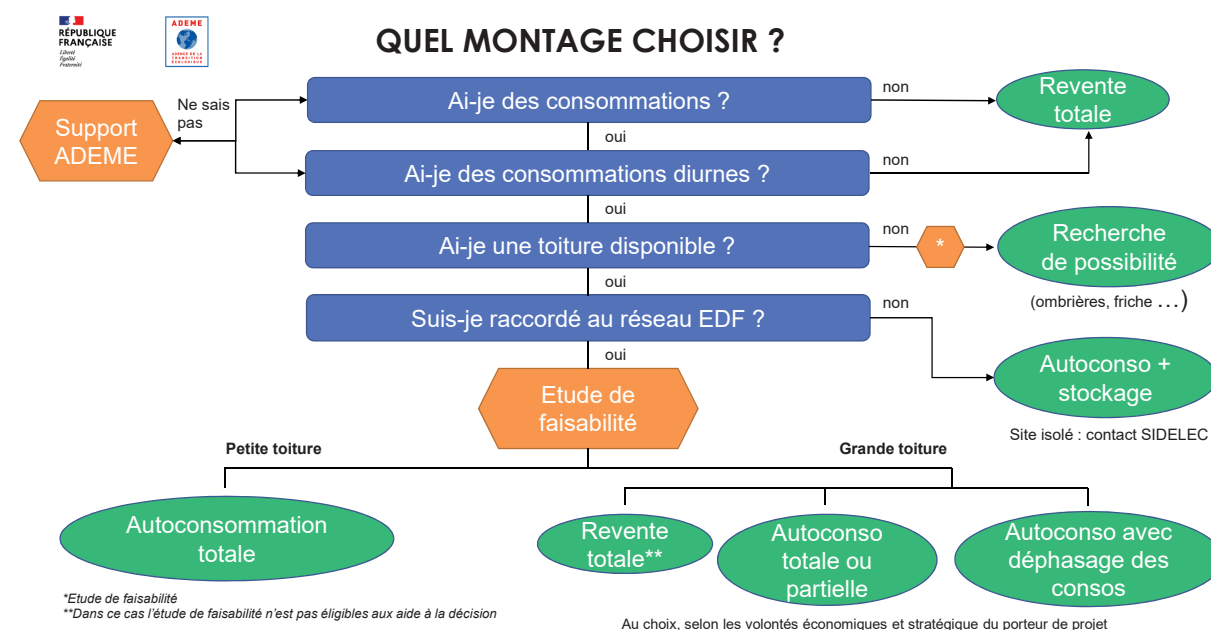 RÉPUBLIQUE
FRANÇAISE
Liberté
Égalité
Fraternité
ADEME
AGENCE DE LA
TRANSITION
ÉCOLOGIQUE
QUEL MONTAGE CHOISIR ?
Ne sais
pas
Support
ADEME
Ai-je des consommations ?
non
Revente
totale
oui
Ai-je des consommations diurnes ?
non
oui
Ai-je une toiture disponible ?
non
*
Recherche
de possibilité
(ombrières, friche …)
oui
Suis-je raccordé au réseau EDF ?
non
Autoconso +
stockage
Site isolé : contact SIDELEC
oui
Etude de
faisabilité
Petite toiture
Grande toiture
Autoconsommation
totale
Revente
totale**
Autoconso
totale ou
partielle
Autoconso avec
déphasage des
consos
*Etude de faisabilité
**Dans ce cas l'étude de faisabilité n'est pas éligibles aux aide à la décision
Au choix, selon les volontés économiques et stratégique du porteur de projet